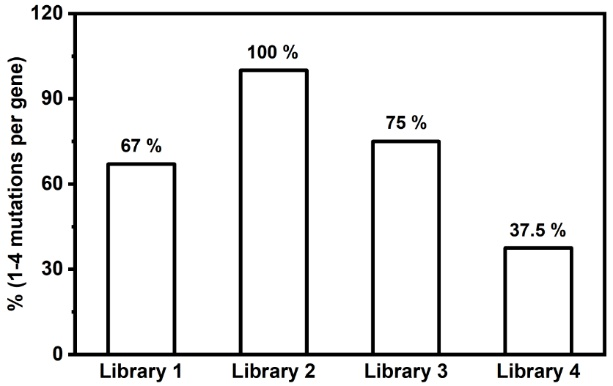 % (1-4 mutations per gene)
120
90
60
30
0
67 %
100 %
75 %
37.5 %
Library 1
Library 2
Library 3
Library 4